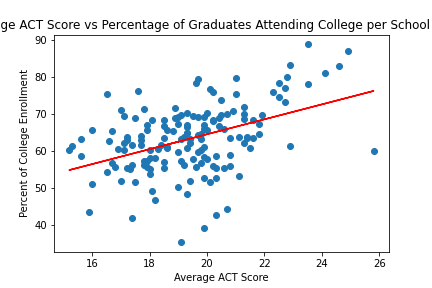 ge ACT Score vs Percentage of Graduates Attending College per School
90
80
70
60
50
40
Percent of College Enrollment
16 18 20 22 24 26
Average ACT Score